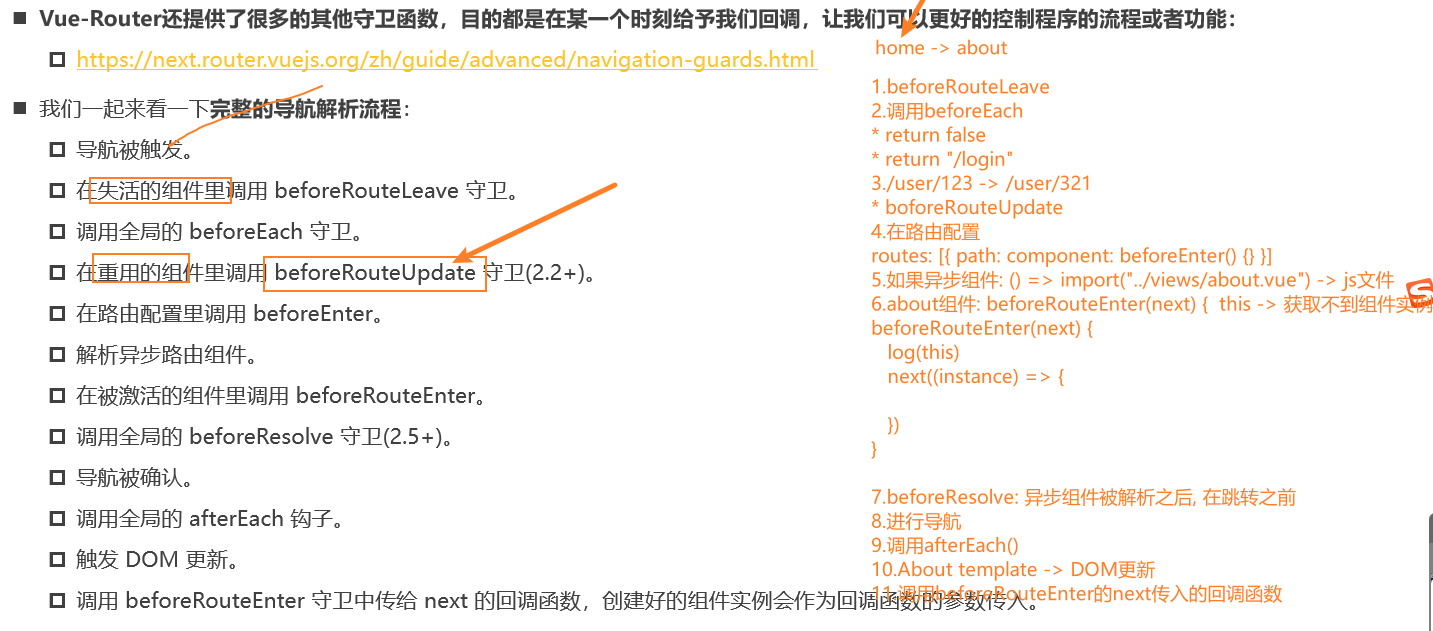 Vue-Router还提供了很多的其他守卫函数，目的都是在某一个时刻给予我们回调，让我们可以更好的控制程序的流程或者功能：
https://next.router.vuejs.org/zh/guide/advanced/navigation-guards.html
我们一起来看一下完整的导航解析流程：
导航被触发。
在失活的组件里调用 beforeRouteLeave 守卫。
调用全局的 beforeEach 守卫。
在重用的组件里调用 beforeRouteUpdate 守卫(2.2+)。
在路由配置里调用 beforeEnter。
解析异步路由组件。
在被激活的组件里调用 beforeRouteEnter。
调用全局的 beforeResolve 守卫(2.5+)。
导航被确认。
调用全局的 afterEach 钩子。
触发 DOM 更新。
调用 beforeRouteEnter 守卫中传给 next 的回调函数，创建好的组件实例会作为回调函数的参数传入。
home -> about
1.beforeRouteLeave
2.调用beforeEach
* return false
* return "/login"
3./user/123 -> /user/321
* boforeRouteUpdate
4.在路由配置
routes: [{ path: component: beforeEnter() {} }]
5.如果异步组件: () => import("../views/about.vue") -> js文件
6.about组件: beforeRouteEnter(next) { this -> 获取不到组件实例
beforeRouteEnter(next) {
log(this)
next((instance) => {
})
}
7.beforeResolve: 异步组件被解析之后, 在跳转之前
8.进行导航
9.调用afterEach()
10.About template -> DOM更新
11.调用beforeRouteEnter的next传入的回调函数